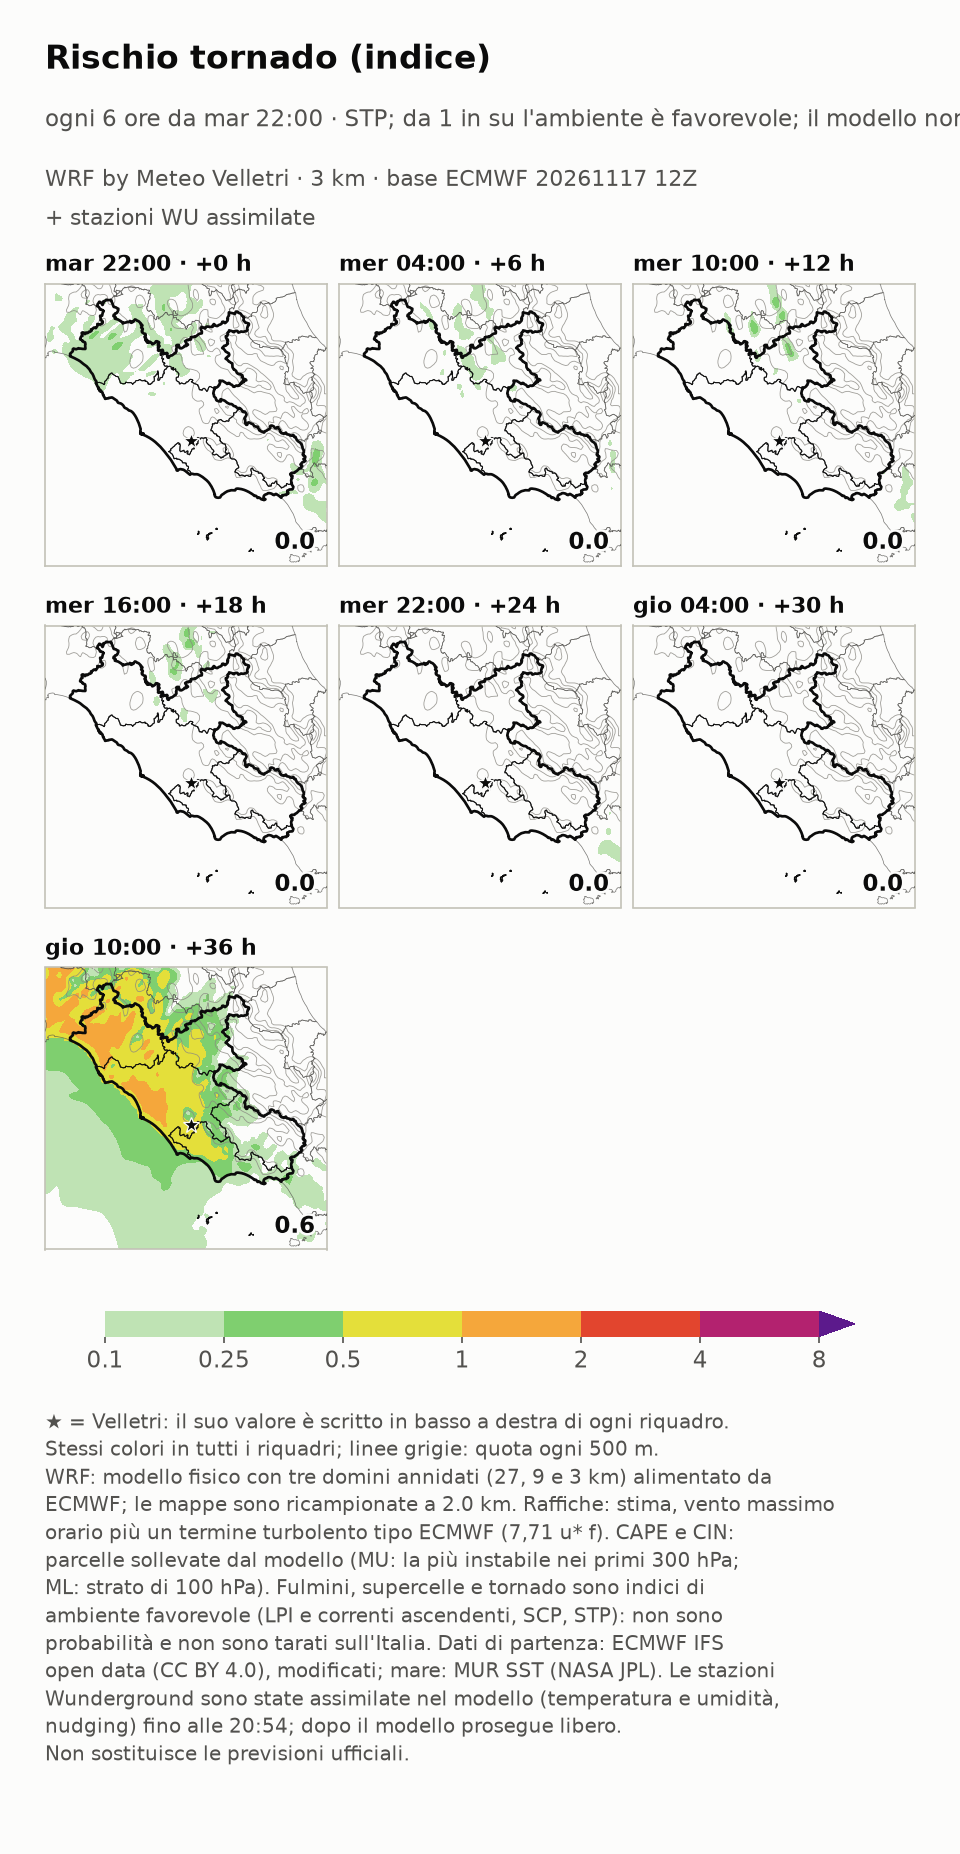 Rischio tornado (indice)
ogni 6 ore da mar 22:00 · STP; da 1 in su l'ambiente è favorevole; il modello non
WRF by Meteo Velletri · 3 km · base ECMWF 20261117 12Z
+ stazioni WU assimilate
mar 22:00 · +0 h
mer 04:00 · +6 h
mer 10:00 · +12 h
0.0
0.0
0.0
mer 16:00 · +18 h
mer 22:00 · +24 h
gio 04:00 · +30 h
0.0
0.0
0.0
gio 10:00 · +36 h
0.6
0.1 0.25 0.5 1 2 4 8
★ = Velletri: il suo valore è scritto in basso a destra di ogni riquadro.
Stessi colori in tutti i riquadri; linee grigie: quota ogni 500 m.
WRF: modello fisico con tre domini annidati (27, 9 e 3 km) alimentato da
ECMWF; le mappe sono ricampionate a 2.0 km. Raffiche: stima, vento massimo
orario più un termine turbolento tipo ECMWF (7,71 u* f). CAPE e CIN:
parcelle sollevate dal modello (MU: la più instabile nei primi 300 hPa;
ML: strato di 100 hPa). Fulmini, supercelle e tornado sono indici di
ambiente favorevole (LPI e correnti ascendenti, SCP, STP): non sono
probabilità e non sono tarati sull'Italia. Dati di partenza: ECMWF IFS
open data (CC BY 4.0), modificati; mare: MUR SST (NASA JPL). Le stazioni
Wunderground sono state assimilate nel modello (temperatura e umidità,
nudging) fino alle 20:54; dopo il modello prosegue libero.
Non sostituisce le previsioni ufficiali.